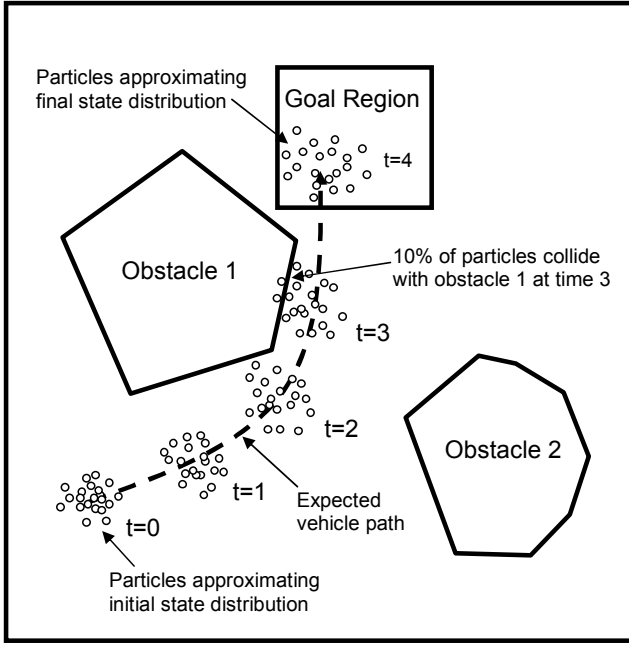 Particles approximating
final state distribution
Goal Region
t=4
Obstacle 1
10% of particles collide
with obstacle 1 at time 3
t=3
t=2
Obstacle 2
t=1
Expected
vehicle path
t=0
Particles approximating
initial state distribution